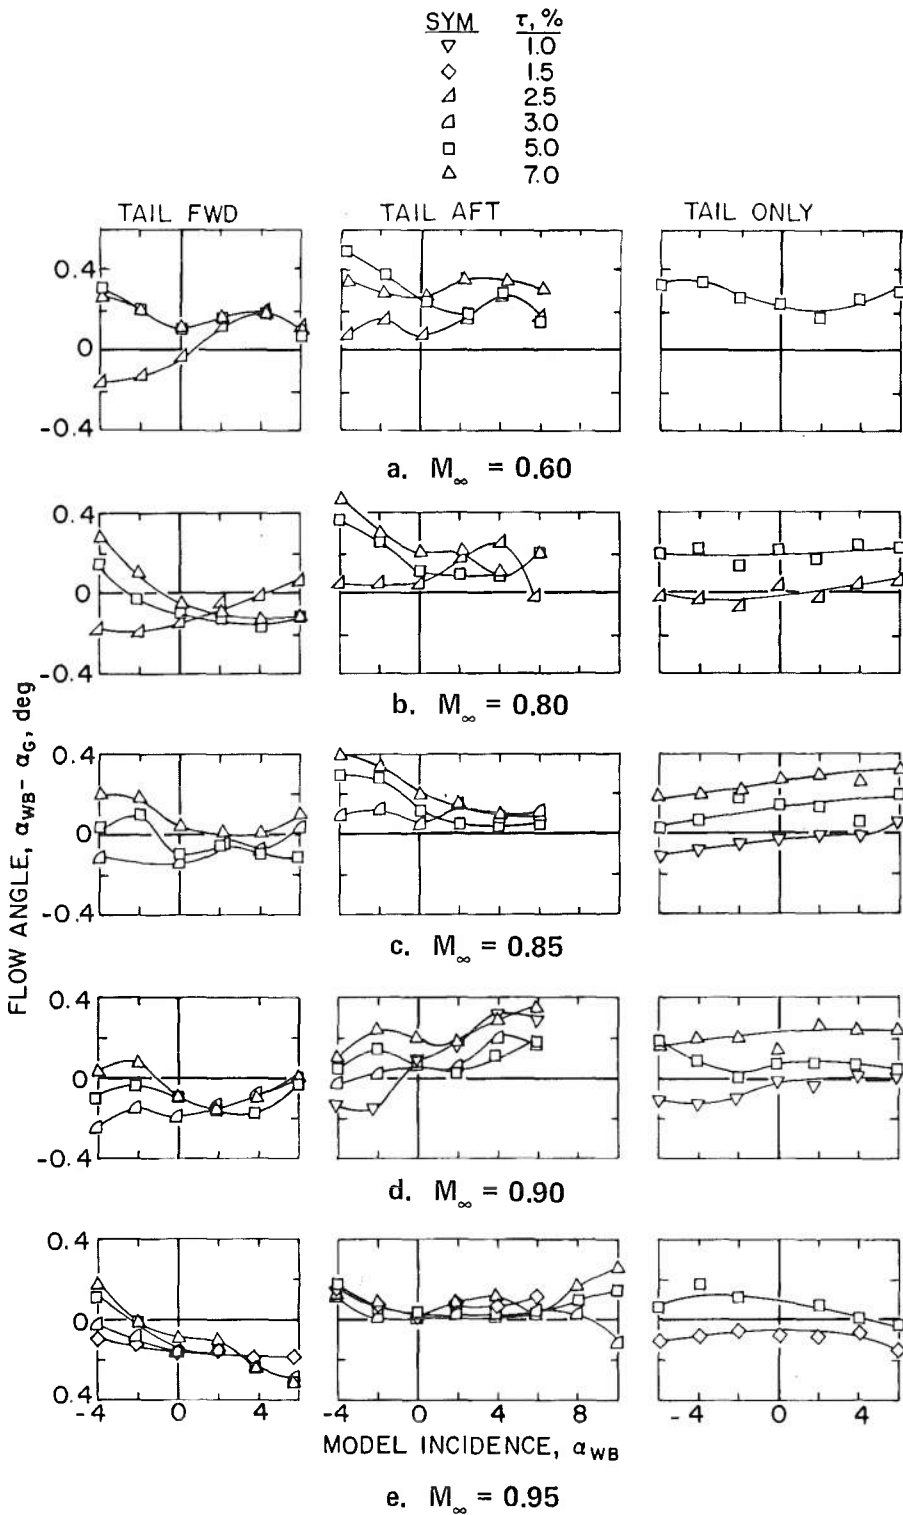 SYM τ, %
▽ 1.0
◇ 1.5
2.5
3.0
□ 5.0
△ 7.0
TAIL FWD TAIL AFT TAIL ONLY
0.4
0
-0.4
a. M∞ = 0.60
0.4
0
-0.4
b. M∞ = 0.80
0.4
0
-0.4
c. M∞ = 0.85
0.4
0
-0.4
d. M∞ = 0.90
0.4
0
0.4
-4 0 4 -4 0 4 8 -4 0 4
FLOW ANGLE, αWB - αG, deg
MODEL INCIDENCE, αWB
e. M∞ = 0.95